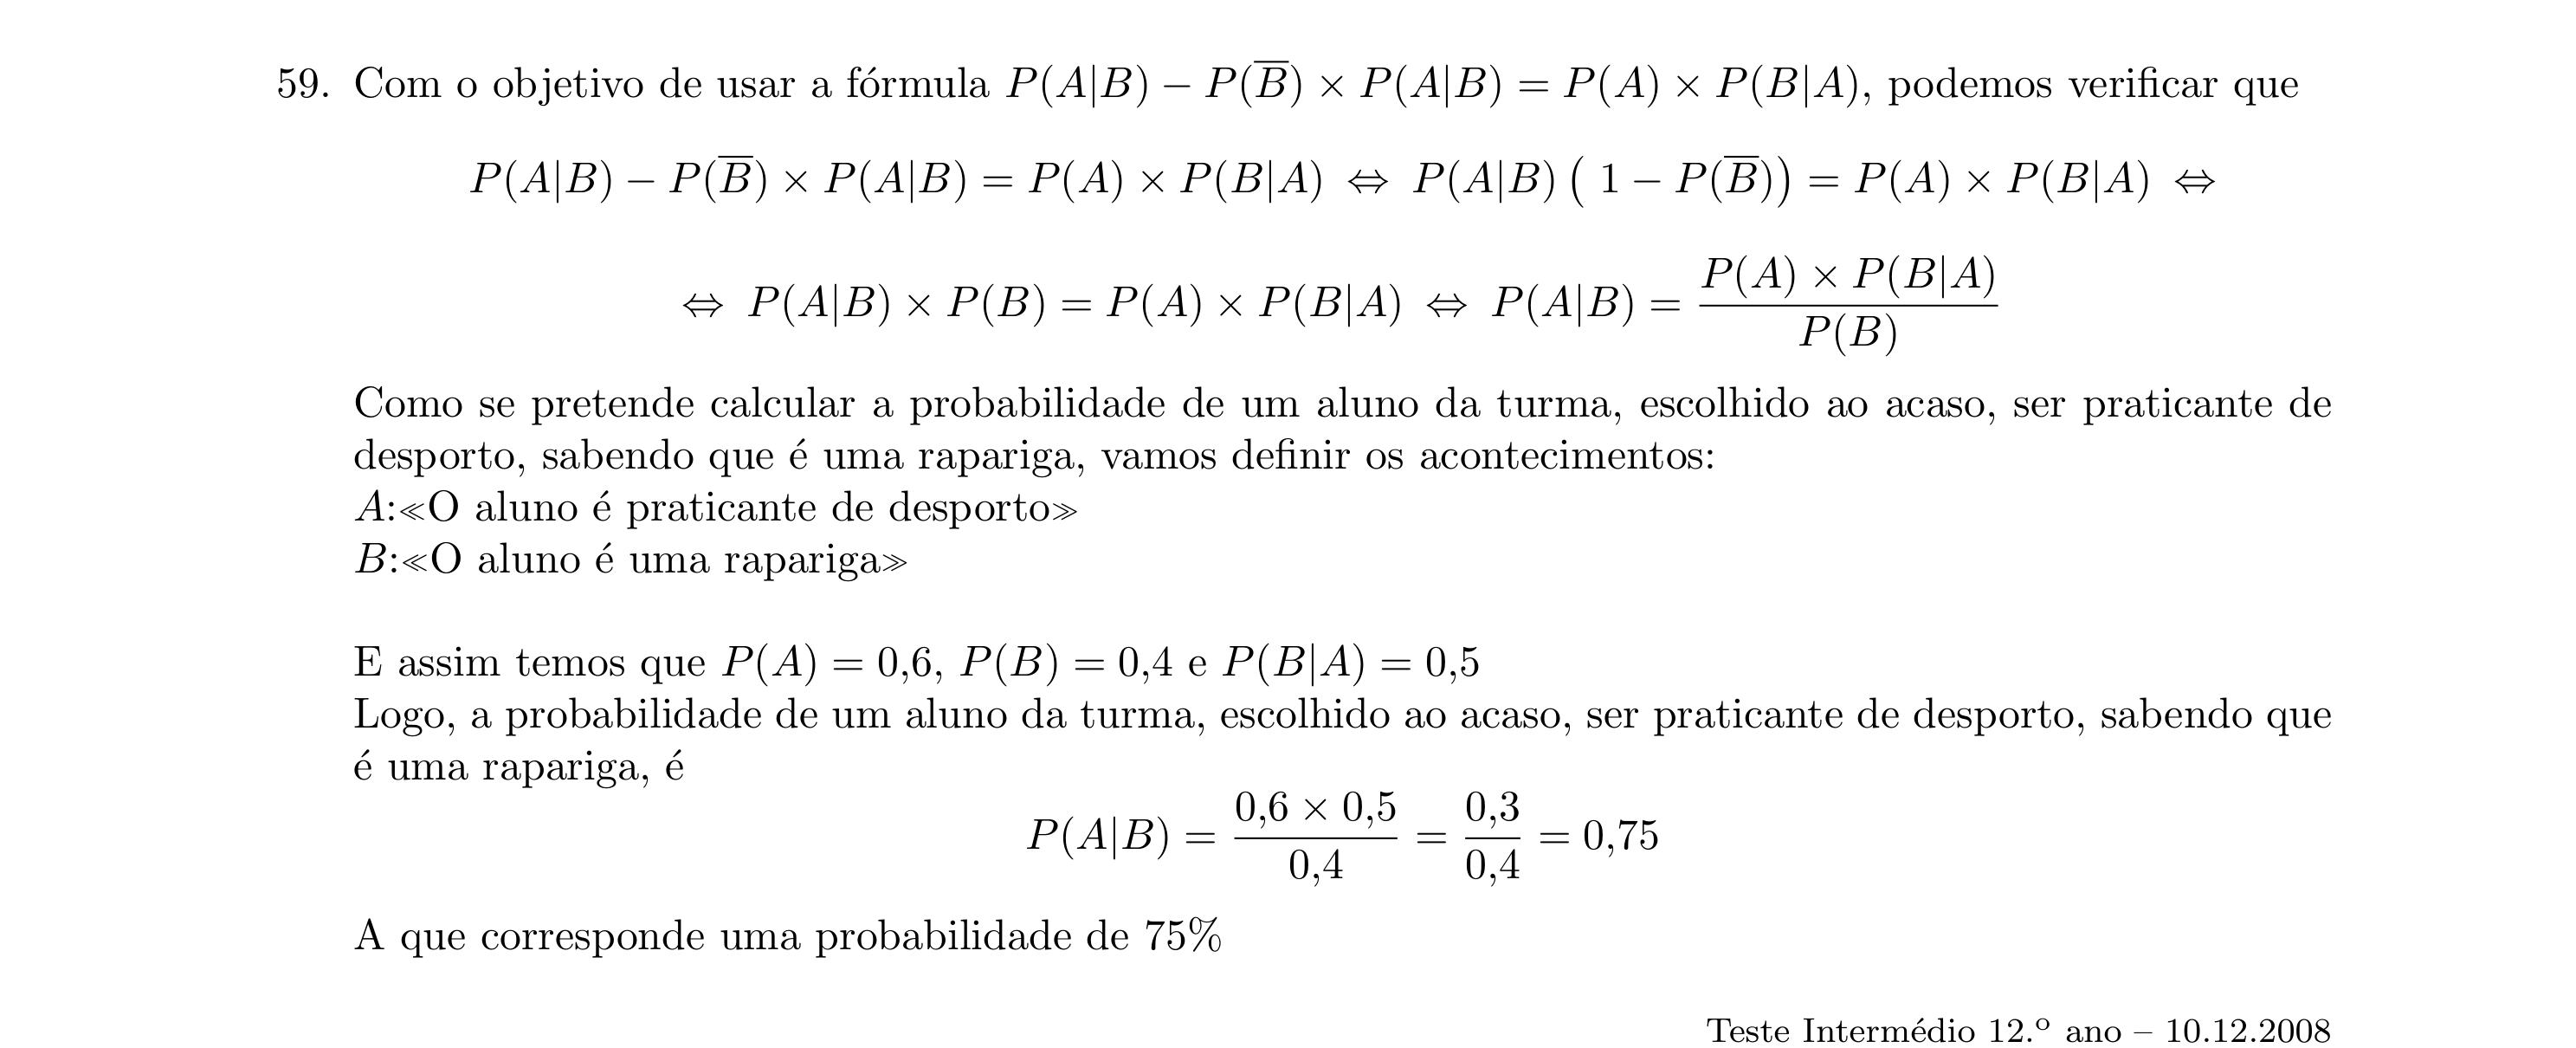 59. Com o objetivo de usar a fórmula $P(A|B) - P(\overline{B}) \times P(A|B) = P(A) \times P(B|A)$, podemos verificar que
$P(A|B) - P(\overline{B}) \times P(A|B) = P(A) \times P(B|A) \Leftrightarrow P(A|B) \left( 1 - P(\overline{B}) \right) = P(A) \times P(B|A) \Leftrightarrow$
$\Leftrightarrow P(A|B) \times P(B) = P(A) \times P(B|A) \Leftrightarrow P(A|B) = \frac{P(A) \times P(B|A)}{P(B)}$
Como se pretende calcular a probabilidade de um aluno da turma, escolhido ao acaso, ser praticante de
desporto, sabendo que é uma rapariga, vamos definir os acontecimentos:
A:≪O aluno é praticante de desporto≫
B:≪O aluno é uma rapariga≫
E assim temos que $P(A) = 0,6$, $P(B) = 0,4$ e $P(B|A) = 0,5$
Logo, a probabilidade de um aluno da turma, escolhido ao acaso, ser praticante de desporto, sabendo que
é uma rapariga, é
$P(A|B) = \frac{0,6 \times 0,5}{0,4} = \frac{0,3}{0,4} = 0,75$
A que corresponde uma probabilidade de 75%
Teste Intermédio 12.º ano – 10.12.2008